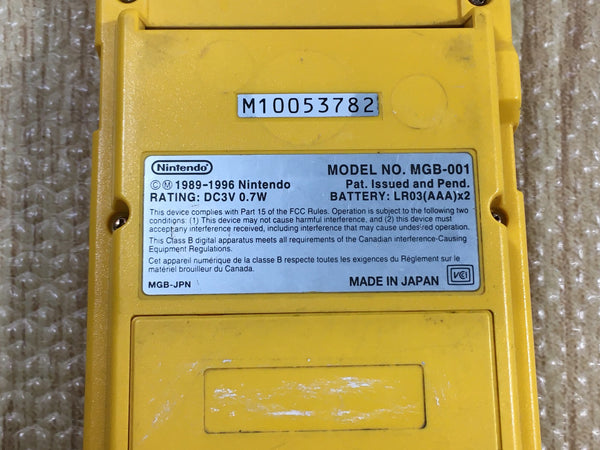 M10053782
Nintendo
MODEL NO. MGB-001
©Ⓜ 1989-1996 Nintendo
Pat. Issued and Pend.
RATING: DC3V 0.7W
BATTERY: LR03(AAA)x2
This device complies with Part 15 of the FCC Rules. Operation is subject to the following two
conditions: (1) This device may not cause harmful interference, and (2) this device must
accept any interference received, including interference that may cause undesired operation.
This Class B digital apparatus meets all requirements of the Canadian interference-Causing
Equipment Regulations.
Cet appareil numérique de la classe B respecte toutes les exigences du Règlement sur le
matériel brouilleur du Canada.
MGB-JPN
MADE IN JAPAN
VCI